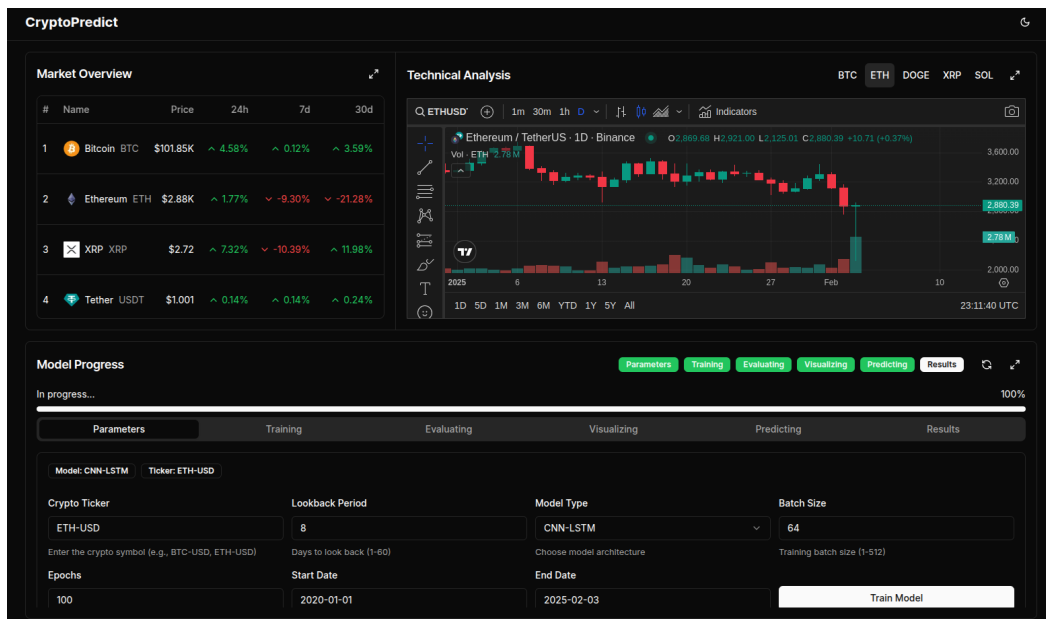 CryptoPredict
Market Overview
# Name Price 24h 7d 30d
1 Bitcoin BTC $101.85K 4.58% 0.12% 3.59%
2 Ethereum ETH $2.88K 1.77% -9.30% -21.28%
3 XRP XRP $2.72 7.32% -10.39% 11.98%
4 Tether USDT $1.001 0.14% 0.14% 0.24%
Technical Analysis
BTC ETH DOGE XRP SOL
ETHUSDT 1m 30m 1h D Indicators
Ethereum / TetherUS · 1D · Binance O2,869.68 H2,921.00 L2,125.01 C2,880.39 +10.71 (+0.37%)
Vol · ETH 2.78 M
3,600.00
3,200.00
2,880.39
2.78 M
2,000.00
2025 6 13 20 27 Feb 10
1D 5D 1M 3M 6M YTD 1Y 5Y All 23:11:40 UTC
Model Progress
Parameters Training Evaluating Visualizing Predicting Results
In progress... 100%
Parameters Training Evaluating Visualizing Predicting Results
Model: CNN-LSTM Ticker: ETH-USD
Crypto Ticker Lookback Period Model Type Batch Size
ETH-USD 8 CNN-LSTM 64
Enter the crypto symbol (e.g., BTC-USD, ETH-USD) Days to look back (1-60) Choose model architecture Training batch size (1-512)
Epochs Start Date End Date
100 2020-01-01 2025-02-03 Train Model